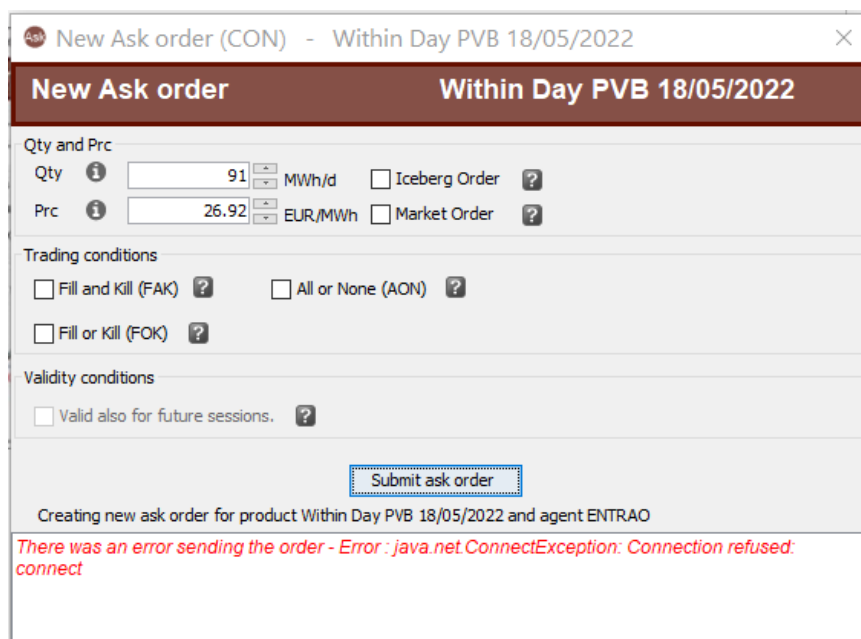 Ask New Ask order (CON) - Within Day PVB 18/05/2022
New Ask order Within Day PVB 18/05/2022
Qty and Prc
Qty 91 MWh/d Iceberg Order ?
Prc 26.92 EUR/MWh Market Order ?
Trading conditions
Fill and Kill (FAK) ? All or None (AON) ?
Fill or Kill (FOK) ?
Validity conditions
Valid also for future sessions. ?
Submit ask order
Creating new ask order for product Within Day PVB 18/05/2022 and agent ENTRAO
There was an error sending the order - Error : java.net.ConnectException: Connection refused:
connect